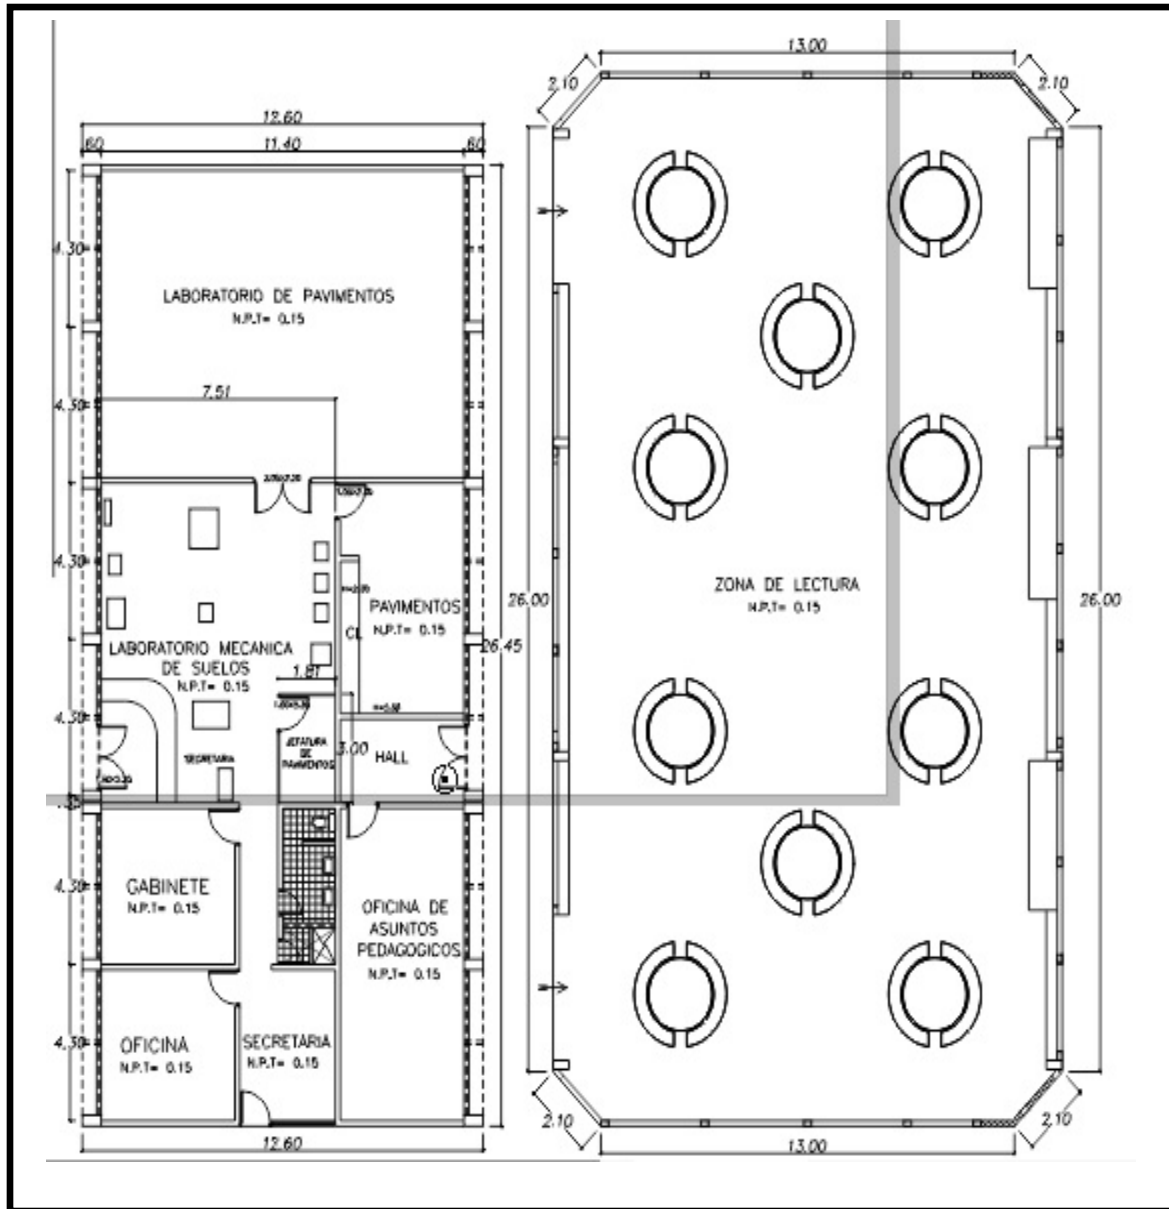 13.00
2.10
2.10
12.60
.60
11.40
.60
4.30
LABORATORIO DE PAVIMENTOS
N.P.T= 0.15
4.30
7.51
4.30
PAVIMENTOS
N.P.T= 0.15
CL
ZONA DE LECTURA
N.P.T= 0.15
26.00
26.00
26.45
LABORATORIO MECANICA
DE SUELOS
N.P.T= 0.15
1.81
4.30
JEFATURA
DE
PAVIMENTOS
3.00
HALL
SECRETARIA
4.30
GABINETE
N.P.T= 0.15
OFICINA DE
ASUNTOS
PEDAGOGICOS
N.P.T= 0.15
4.30
OFICINA
N.P.T= 0.15
SECRETARIA
N.P.T= 0.15
2.10
2.10
12.60
13.00